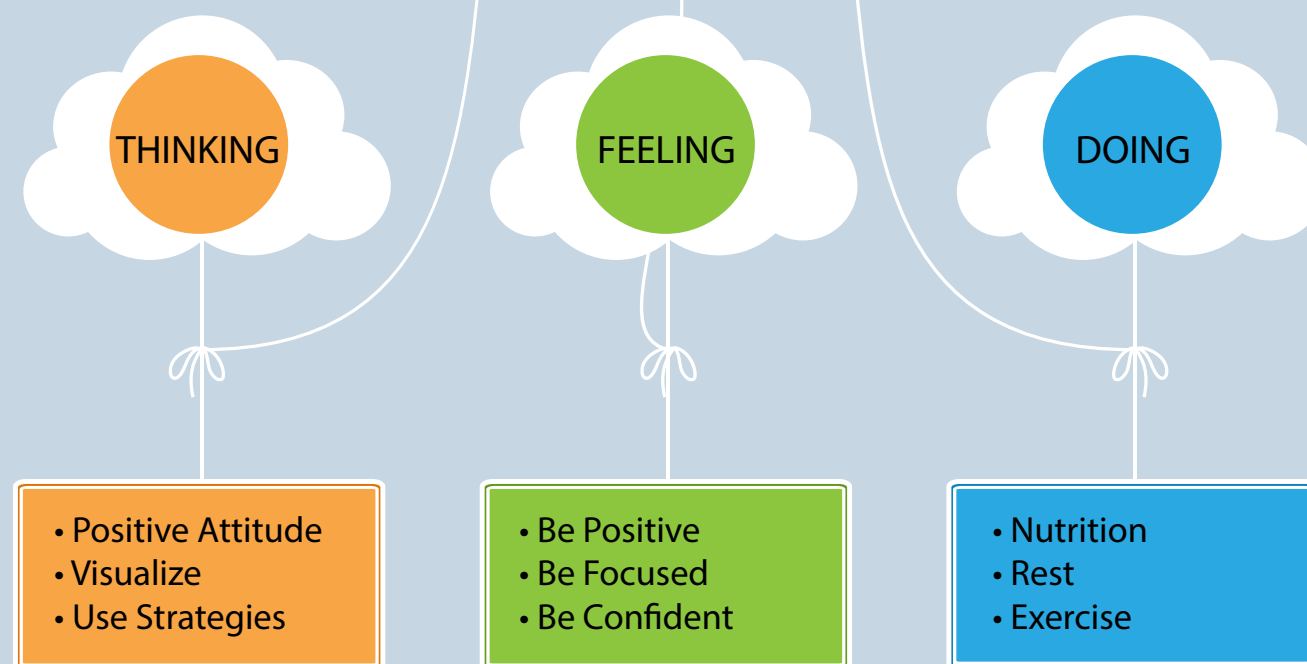 THINKING
FEELING
DOING
• Positive Attitude
• Visualize
• Use Strategies
• Be Positive
• Be Focused
• Be Confident
• Nutrition
• Rest
• Exercise